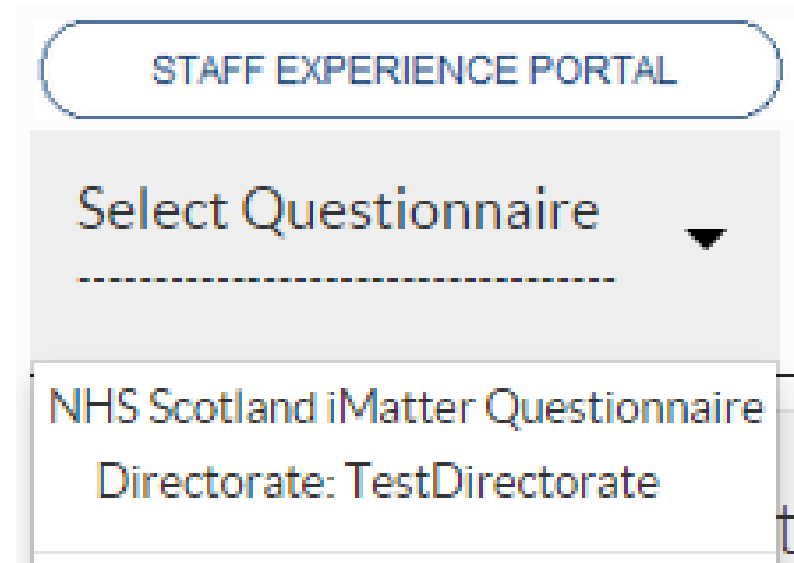 STAFF EXPERIENCE PORTAL
Select Questionnaire
----------------------------------
NHS Scotland iMatter Questionnaire
Directorate: TestDirectorate